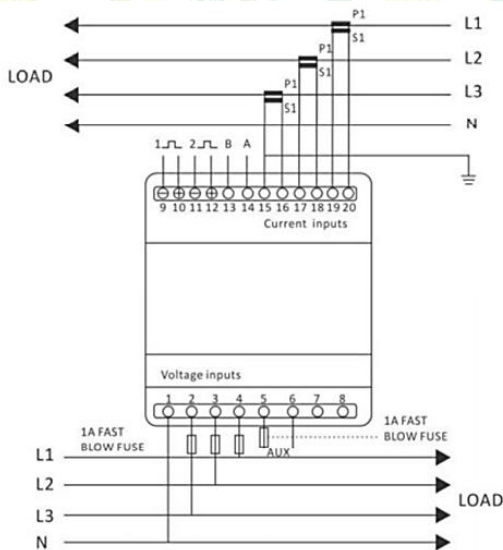 P1
L1
S1
P1
L2
S1
LOAD
P1
L3
S1
N
1 2 B A
9 10 11 12 13 14 15 16 17 18 19 20
Current inputs
Voltage inputs
1 2 3 4 5 6 7 8
1A FAST
BLOW FUSE
1A FAST
BLOW FUSE
AUX
L1
L2
LOAD
L3
N